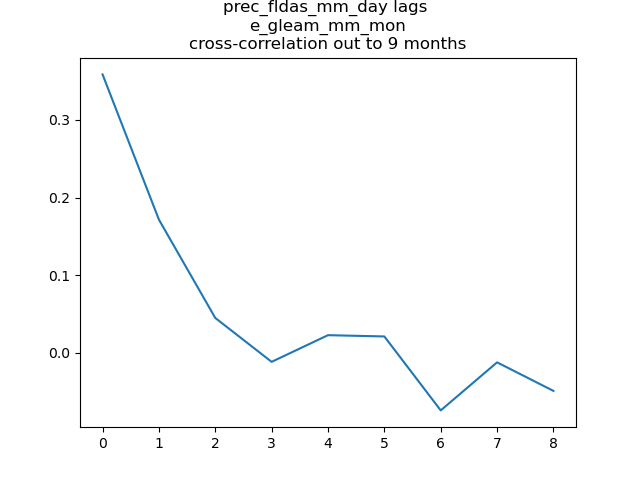 prec_fldas_mm_day lags
e_gleam_mm_mon
cross-correlation out to 9 months
0.3
0.2
0.1
0.0
0 1 2 3 4 5 6 7 8